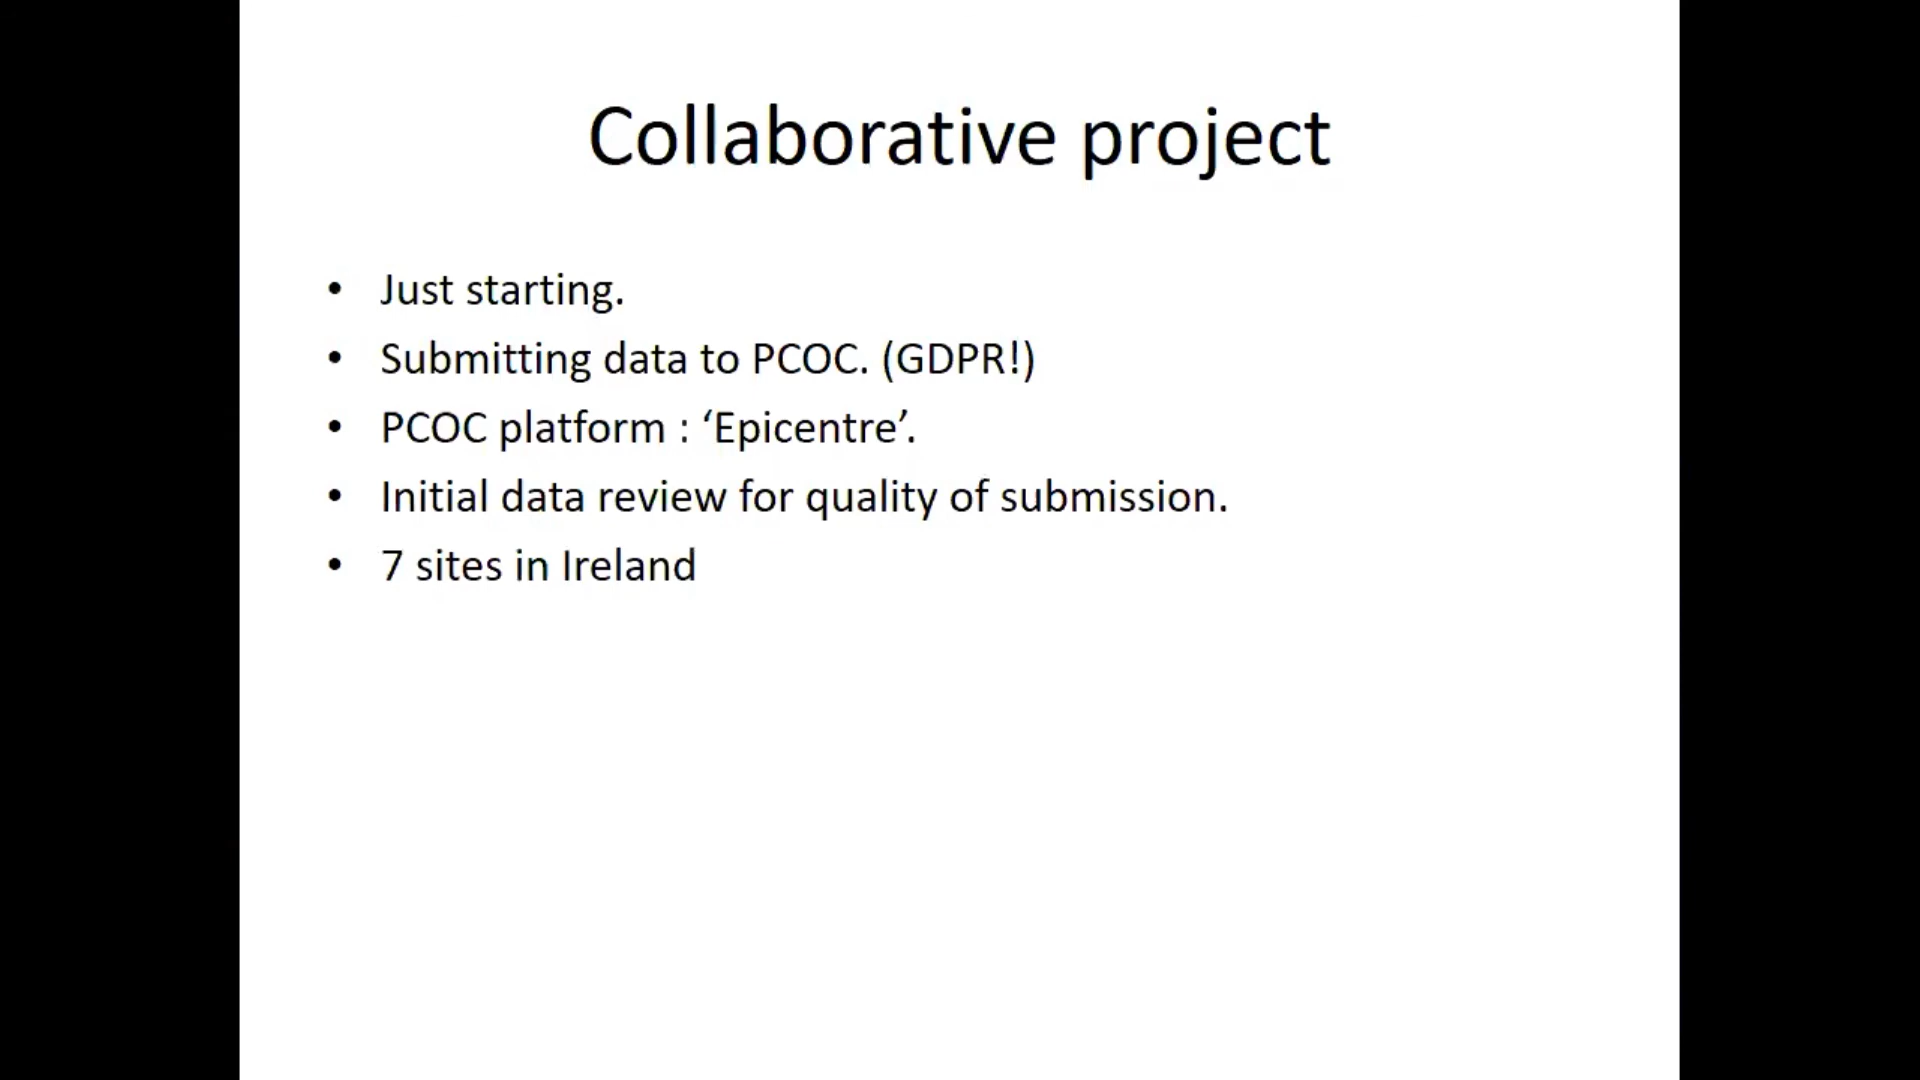 Collaborative project
• Just starting.
• Submitting data to PCOC. (GDPR!)
• PCOC platform : ‘Epicentre’.
• Initial data review for quality of submission.
• 7 sites in Ireland